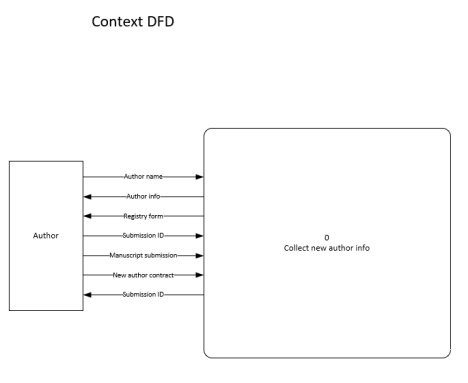 Context DFD
Author
Author name
Author info
Registry form
Submission ID
Manuscript submission
New author contract
Submission ID
0
Collect new author info